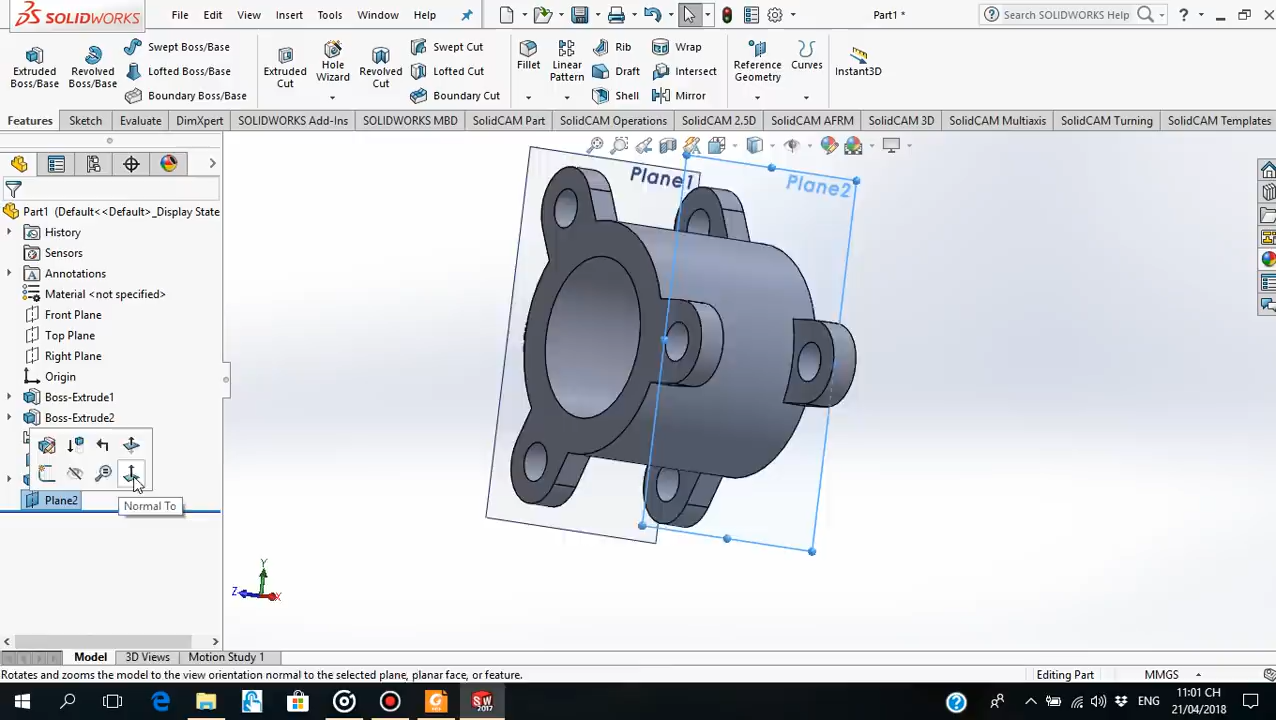 SOLIDWORKS
File Edit View Insert Tools Window Help
Part1 *
Search SOLIDWORKS Help
?
Extruded Boss/Base
Revolved Boss/Base
Swept Boss/Base
Lofted Boss/Base
Boundary Boss/Base
Extruded Cut
Hole Wizard
Revolved Cut
Swept Cut
Lofted Cut
Boundary Cut
Fillet
Linear Pattern
Rib
Draft
Shell
Wrap
Intersect
Mirror
Reference Geometry
Curves
Instant3D
Features Sketch Evaluate DimXpert SOLIDWORKS Add-Ins SOLIDWORKS MBD SolidCAM Part SolidCAM Operations SolidCAM 2.5D SolidCAM AFRM SolidCAM 3D SolidCAM Multiaxis SolidCAM Turning SolidCAM Templates
Part1 (Default<<Default>_Display State
History
Sensors
Annotations
Material <not specified>
Front Plane
Top Plane
Right Plane
Origin
Boss-Extrude1
Boss-Extrude2
Plane2
Normal To
Plane1
Plane2
Y
Z
X
Model 3D Views Motion Study 1
Rotates and zooms the model to the view orientation normal to the selected plane, planar face, or feature.
Editing Part
MMGS
SW
2017
?
ENG
11:01 CH
21/04/2018